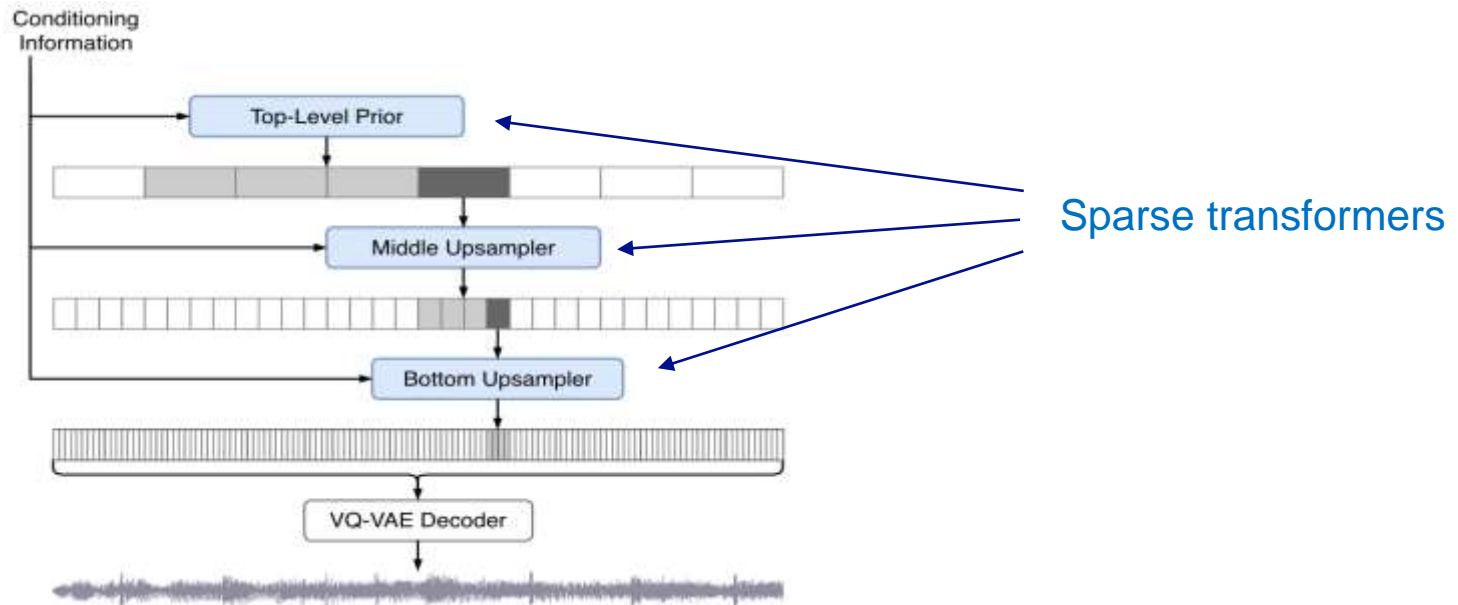 Conditioning
Information
Top-Level Prior
Sparse transformers
Middle Upsampler
Bottom Upsampler
VQ-VAE Decoder